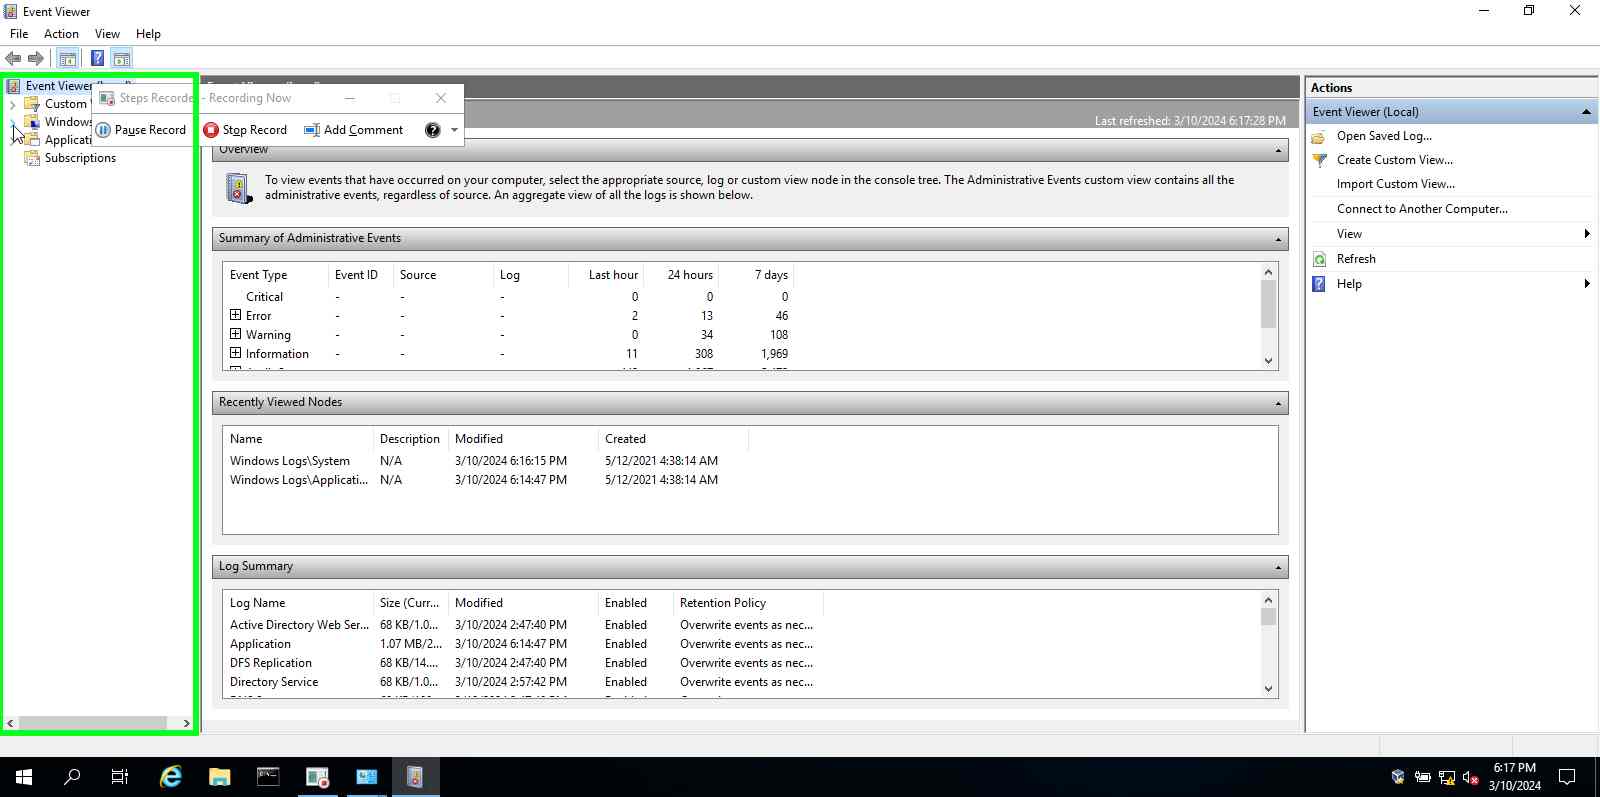 Event Viewer
File Action View Help
Event Viewer
Custom
Windows
Applicati
Subscriptions
Steps Recorder - Recording Now
Pause Record Stop Record Add Comment
Last refreshed: 3/10/2024 6:17:28 PM
Overview
To view events that have occurred on your computer, select the appropriate source, log or custom view node in the console tree. The Administrative Events custom view contains all the
administrative events, regardless of source. An aggregate view of all the logs is shown below.
Summary of Administrative Events
Event Type Event ID Source Log Last hour 24 hours 7 days
Critical - - - 0 0 0
Error - - - 2 13 46
Warning - - - 0 34 108
Information - - - 11 308 1,969
Recently Viewed Nodes
Name Description Modified Created
Windows Logs\System N/A 3/10/2024 6:16:15 PM 5/12/2021 4:38:14 AM
Windows Logs\Applicati... N/A 3/10/2024 6:14:47 PM 5/12/2021 4:38:14 AM
Log Summary
Log Name Size (Curr... Modified Enabled Retention Policy
Active Directory Web Ser... 68 KB/1.0... 3/10/2024 2:47:40 PM Enabled Overwrite events as nec...
Application 1.07 MB/2... 3/10/2024 6:14:47 PM Enabled Overwrite events as nec...
DFS Replication 68 KB/14.... 3/10/2024 2:47:40 PM Enabled Overwrite events as nec...
Directory Service 68 KB/1.0... 3/10/2024 2:57:42 PM Enabled Overwrite events as nec...
Actions
Event Viewer (Local)
Open Saved Log...
Create Custom View...
Import Custom View...
Connect to Another Computer...
View
Refresh
Help
6:17 PM
3/10/2024